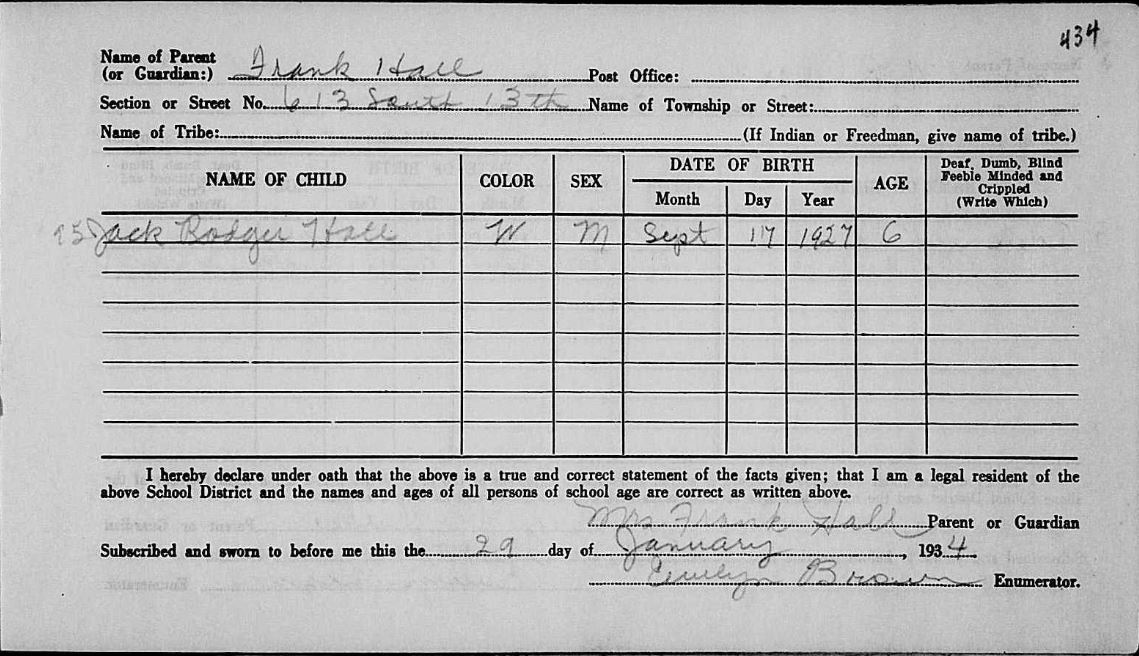 434
Name of Parent
(or Guardian:) Frank Hall Post Office:
Section or Street No. 613 South 13th Name of Township or Street:
Name of Tribe: (If Indian or Freedman, give name of tribe.)
NAME OF CHILD COLOR SEX DATE OF BIRTH Month Day Year AGE Deaf, Dumb, Blind Feeble Minded and Crippled (Write Which)
95 Jack Rodger Hall W M Sept 17 1927 6
I hereby declare under oath that the above is a true and correct statement of the facts given; that I am a legal resident of the
above School District and the names and ages of all persons of school age are correct as written above.
Mrs Frank Hall Parent or Guardian
Subscribed and sworn to before me this the 29 day of January, 1934.
Evelyn Brown Enumerator.